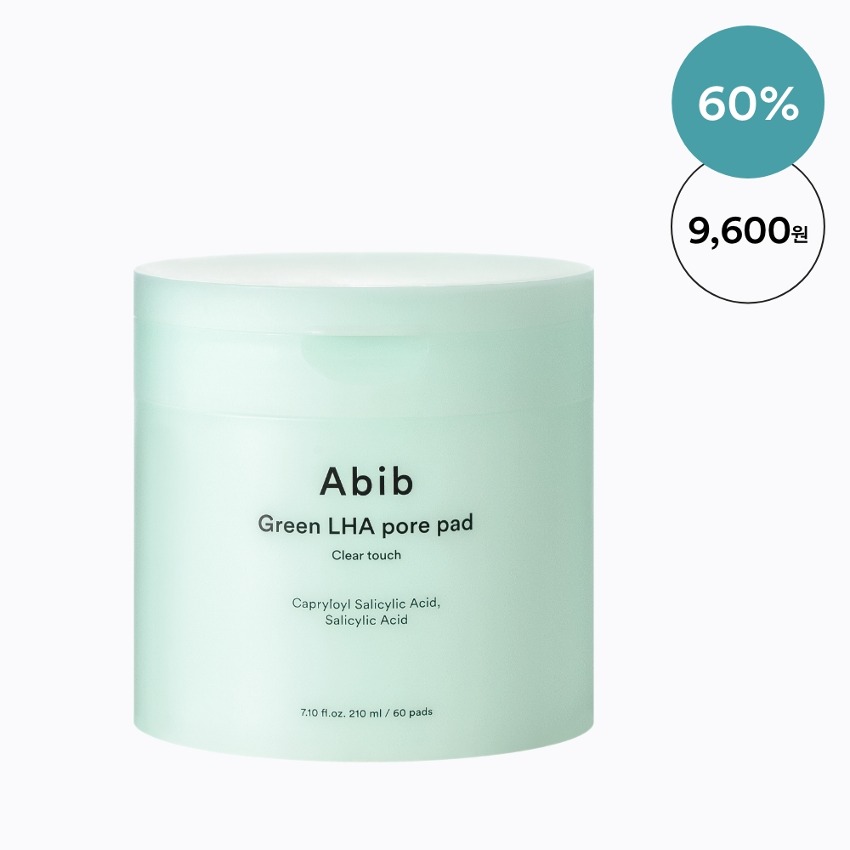 60%
9,600원
Abib
Green LHA pore pad
Clear touch
Capryloyl Salicylic Acid,
Salicylic Acid
7.10 fl.oz. 210 ml / 60 pads